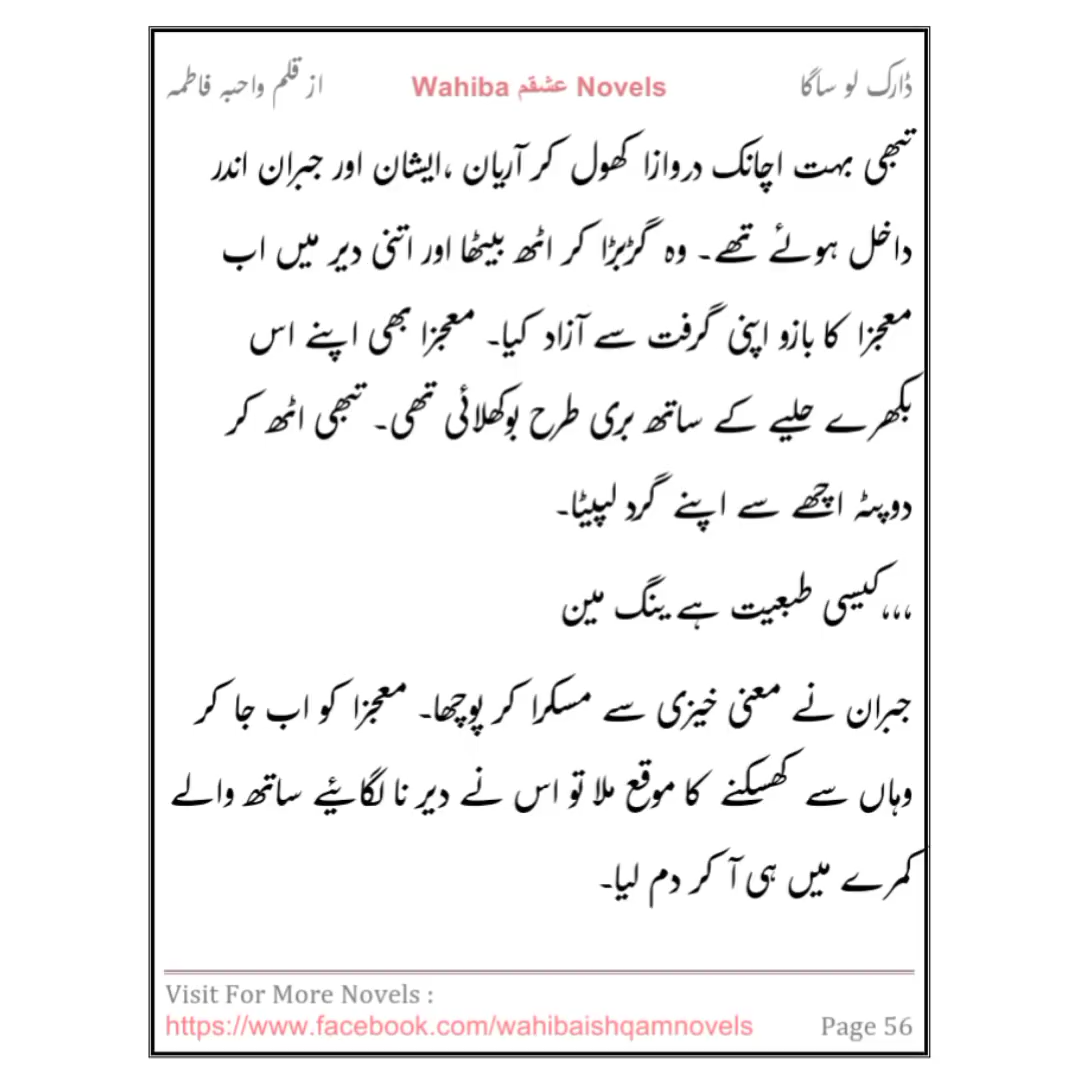 ڈارک لو ساگا Wahiba عشقم Novels از قلم واحبہ فاطمہ
تبھی بہت اچانک دروازا کھول کر آریان ،ایشان اور جبران اندر
داخل ہوئے تھے۔ وہ گڑبڑا کر اٹھ بیٹھا اور اتنی دیر میں اب
معجزا کا بازو اپنی گرفت سے آزاد کیا۔ معجزا بھی اپنے اس
بکھرے حلیے کے ساتھ بری طرح بوکھلائی تھی۔ تبھی اٹھ کر
دوپٹہ اچھے سے اپنے گرد لپیٹا۔
،،،کیسی طبعیت ہے ینگ مین
جبران نے معنی خیزی سے مسکرا کر پوچھا۔ معجزا کو اب جا کر
وہاں سے کھسکنے کا موقع ملا تو اس نے دیر نا لگائیے ساتھ والے
کمرے میں ہی آ کر دم لیا۔
Visit For More Novels :
https://www.facebook.com/wahibaishqamnovels Page 56